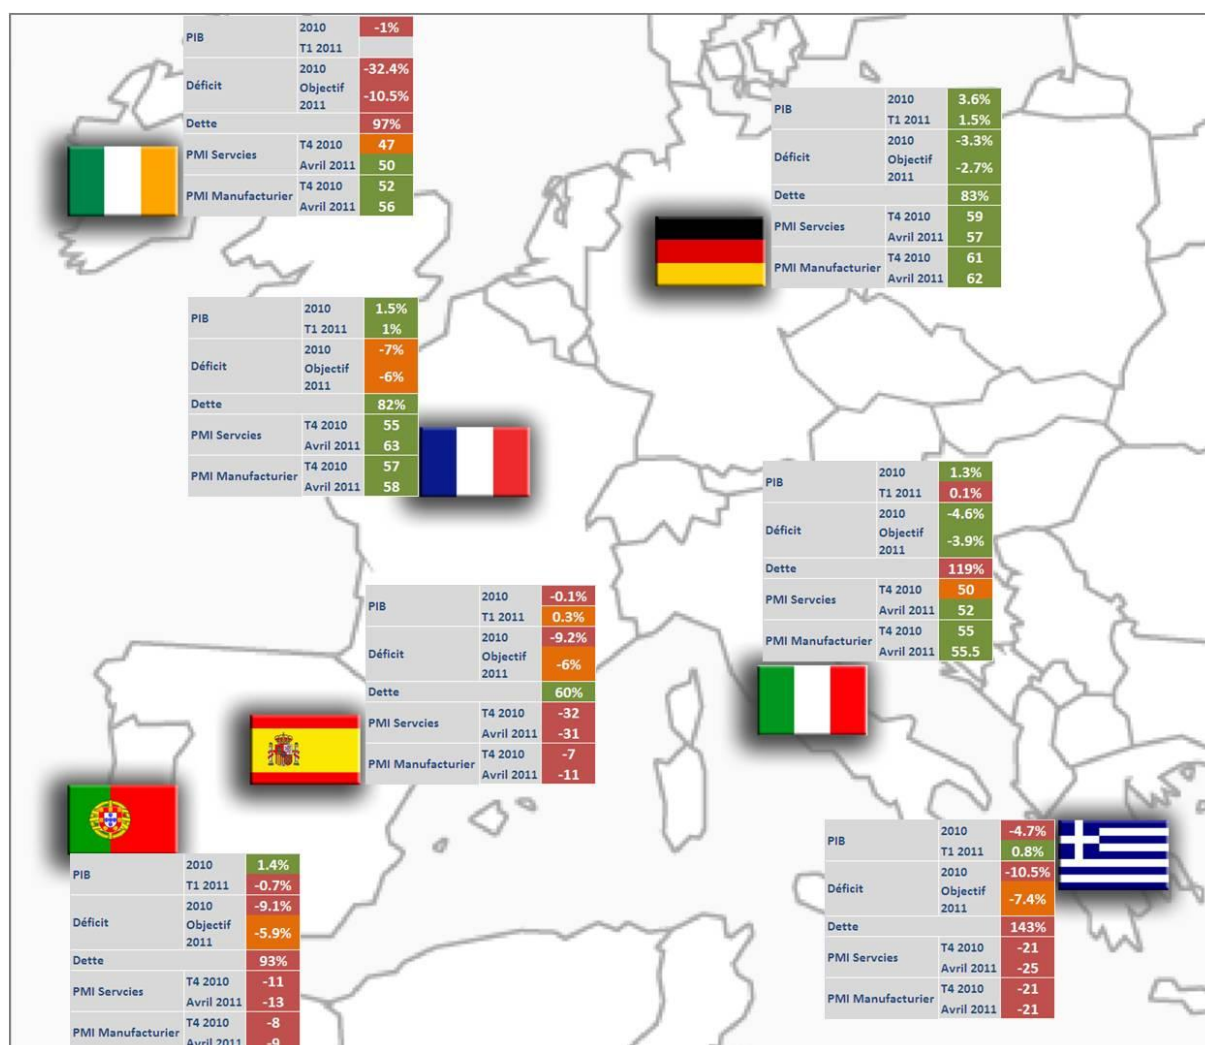 PIB 2010 -1%
T1 2011
Déficit 2010 -32.4%
Objectif 2011 -10.5%
Dette 97%
PMI Servcies T4 2010 47
Avril 2011 50
PMI Manufacturier T4 2010 52
Avril 2011 56
PIB 2010 3.6%
T1 2011 1.5%
Déficit 2010 -3.3%
Objectif 2011 -2.7%
Dette 83%
PMI Servcies T4 2010 59
Avril 2011 57
PMI Manufacturier T4 2010 61
Avril 2011 62
PIB 2010 1.5%
T1 2011 1%
Déficit 2010 -7%
Objectif 2011 -6%
Dette 82%
PMI Servcies T4 2010 55
Avril 2011 63
PMI Manufacturier T4 2010 57
Avril 2011 58
PIB 2010 1.3%
T1 2011 0.1%
Déficit 2010 -4.6%
Objectif 2011 -3.9%
Dette 119%
PMI Servcies T4 2010 50
Avril 2011 52
PMI Manufacturier T4 2010 55
Avril 2011 55.5
PIB 2010 -0.1%
T1 2011 0.3%
Déficit 2010 -9.2%
Objectif 2011 -6%
Dette 60%
PMI Servcies T4 2010 -32
Avril 2011 -31
PMI Manufacturier T4 2010 -7
Avril 2011 -11
PIB 2010 1.4%
T1 2011 -0.7%
Déficit 2010 -9.1%
Objectif 2011 -5.9%
Dette 93%
PMI Servcies T4 2010 -11
Avril 2011 -13
PMI Manufacturier T4 2010 -8
Avril 2011 -9
PIB 2010 -4.7%
T1 2011 0.8%
Déficit 2010 -10.5%
Objectif 2011 -7.4%
Dette 143%
PMI Servcies T4 2010 -21
Avril 2011 -25
PMI Manufacturier T4 2010 -21
Avril 2011 -21